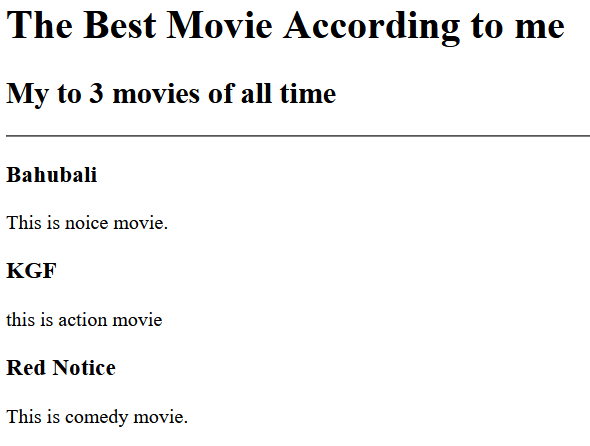 The Best Movie According to me
My to 3 movies of all time
Bahubali
This is noice movie.
KGF
this is action movie
Red Notice
This is comedy movie.